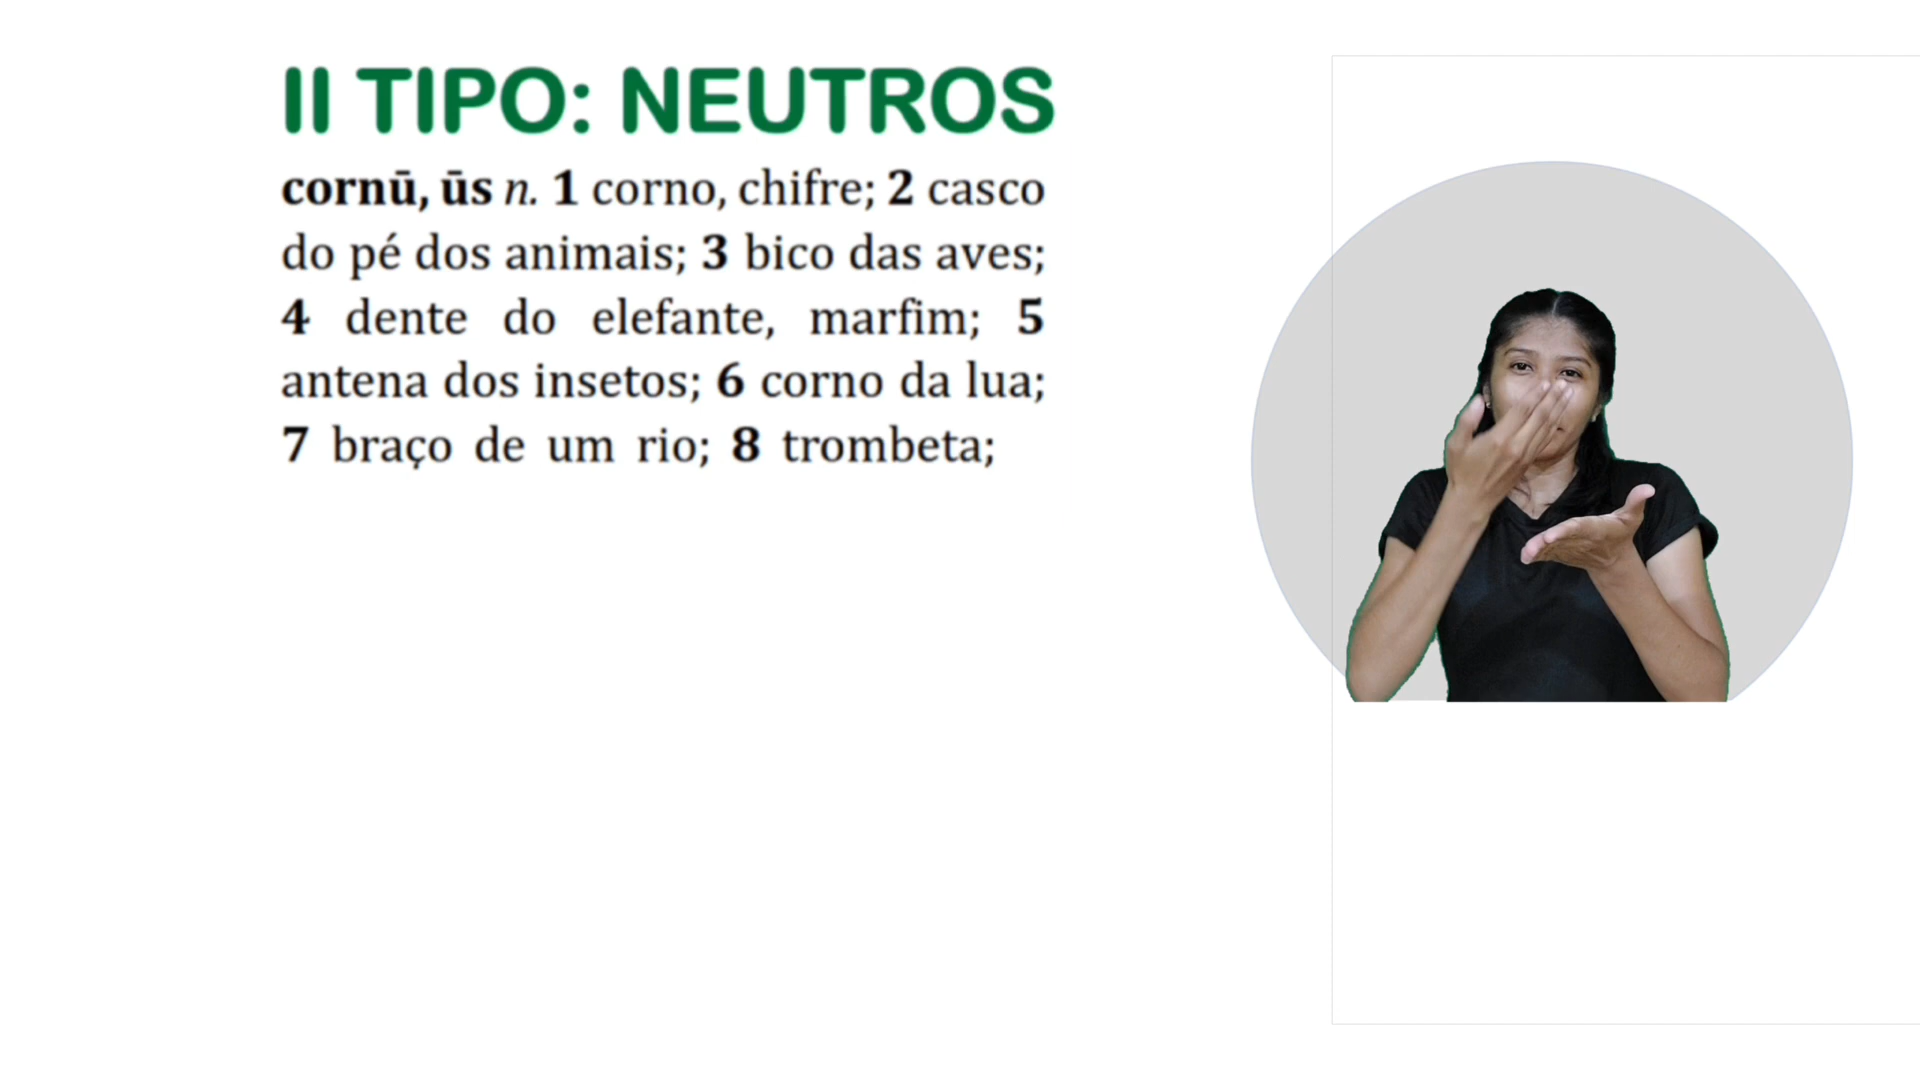 II TIPO: NEUTROS
cornū, ūs n. 1 corno, chifre; 2 casco
do pé dos animais; 3 bico das aves;
4 dente do elefante, marfim; 5
antena dos insetos; 6 corno da lua;
7 braço de um rio; 8 trombeta;